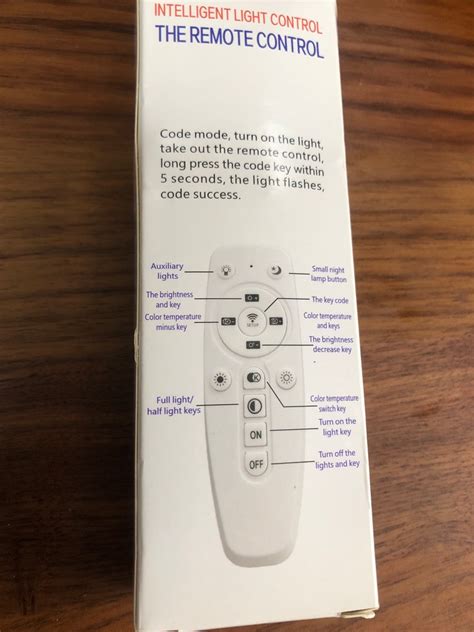 INTELLIGENT LIGHT CONTROL
THE REMOTE CONTROL
Code mode, turn on the light,
take out the remote control,
long press the code key within
5 seconds, the light flashes,
code success.
Auxiliary
lights
Small night
lamp button
The brightness
and key
The key code
Color temperature
minus key
SETUP
Color temperature
and keys
The brightness
decrease key
K
Full light/
half light keys
Color temperature
switch key
ON
Turn on the
light key
OFF
Turn off the
lights and key